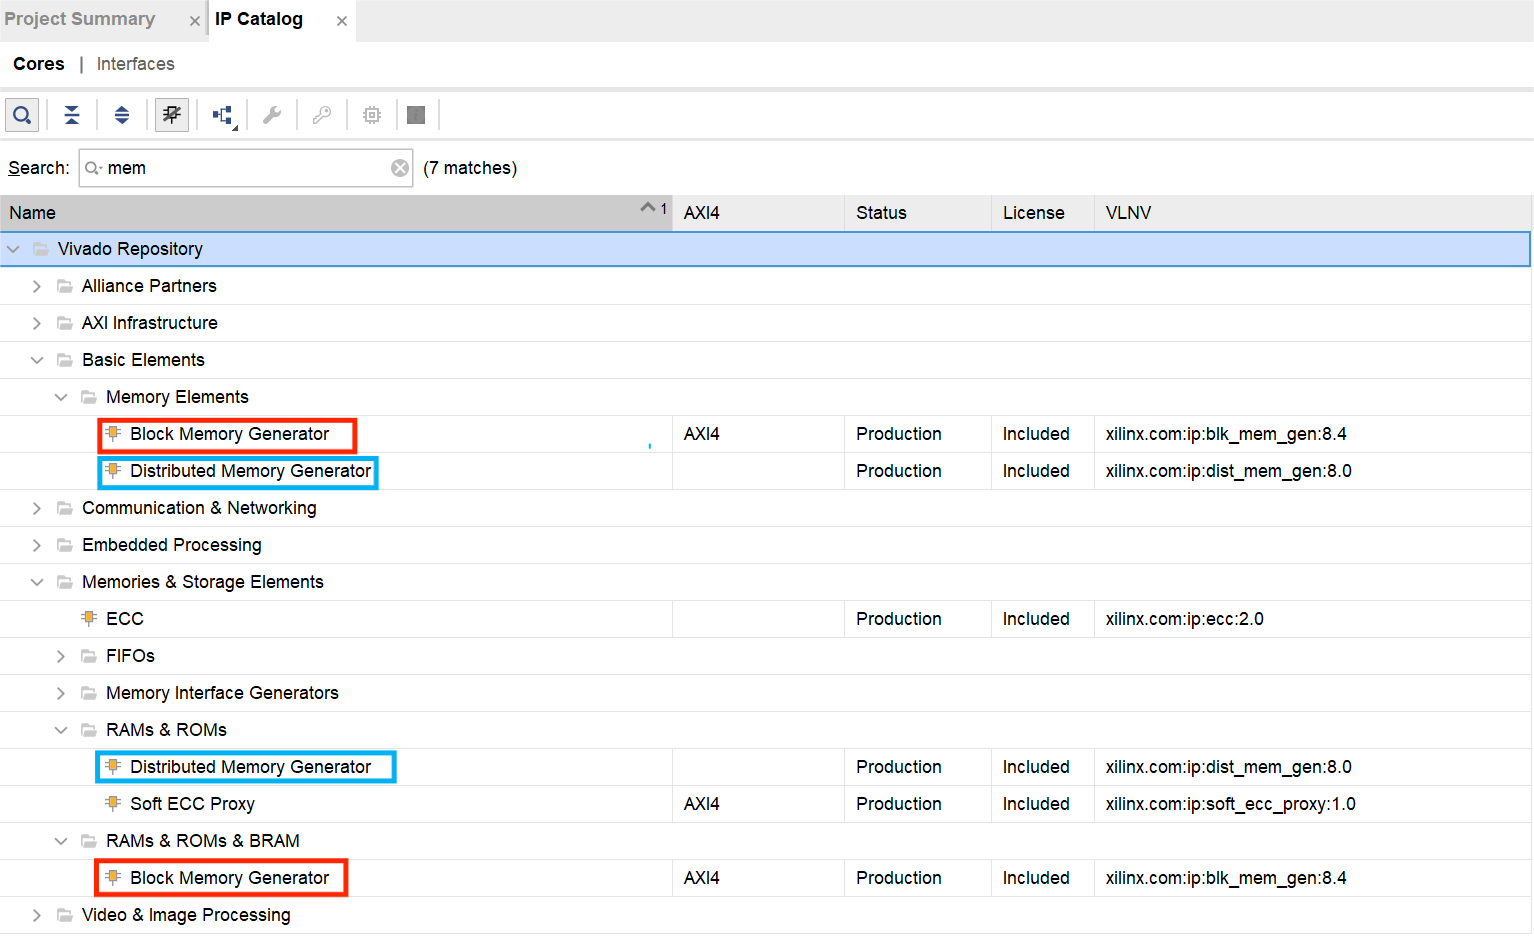 Project Summary × IP Catalog ×
Cores | Interfaces
Search: mem (7 matches)
Name 1 AXI4 Status License VLNV
Vivado Repository
Alliance Partners
AXI Infrastructure
Basic Elements
Memory Elements
Block Memory Generator AXI4 Production Included xilinx.com:ip:blk_mem_gen:8.4
Distributed Memory Generator Production Included xilinx.com:ip:dist_mem_gen:8.0
Communication & Networking
Embedded Processing
Memories & Storage Elements
ECC Production Included xilinx.com:ip:ecc:2.0
FIFOs
Memory Interface Generators
RAMs & ROMs
Distributed Memory Generator Production Included xilinx.com:ip:dist_mem_gen:8.0
Soft ECC Proxy AXI4 Production Included xilinx.com:ip:soft_ecc_proxy:1.0
RAMs & ROMs & BRAM
Block Memory Generator AXI4 Production Included xilinx.com:ip:blk_mem_gen:8.4
Video & Image Processing